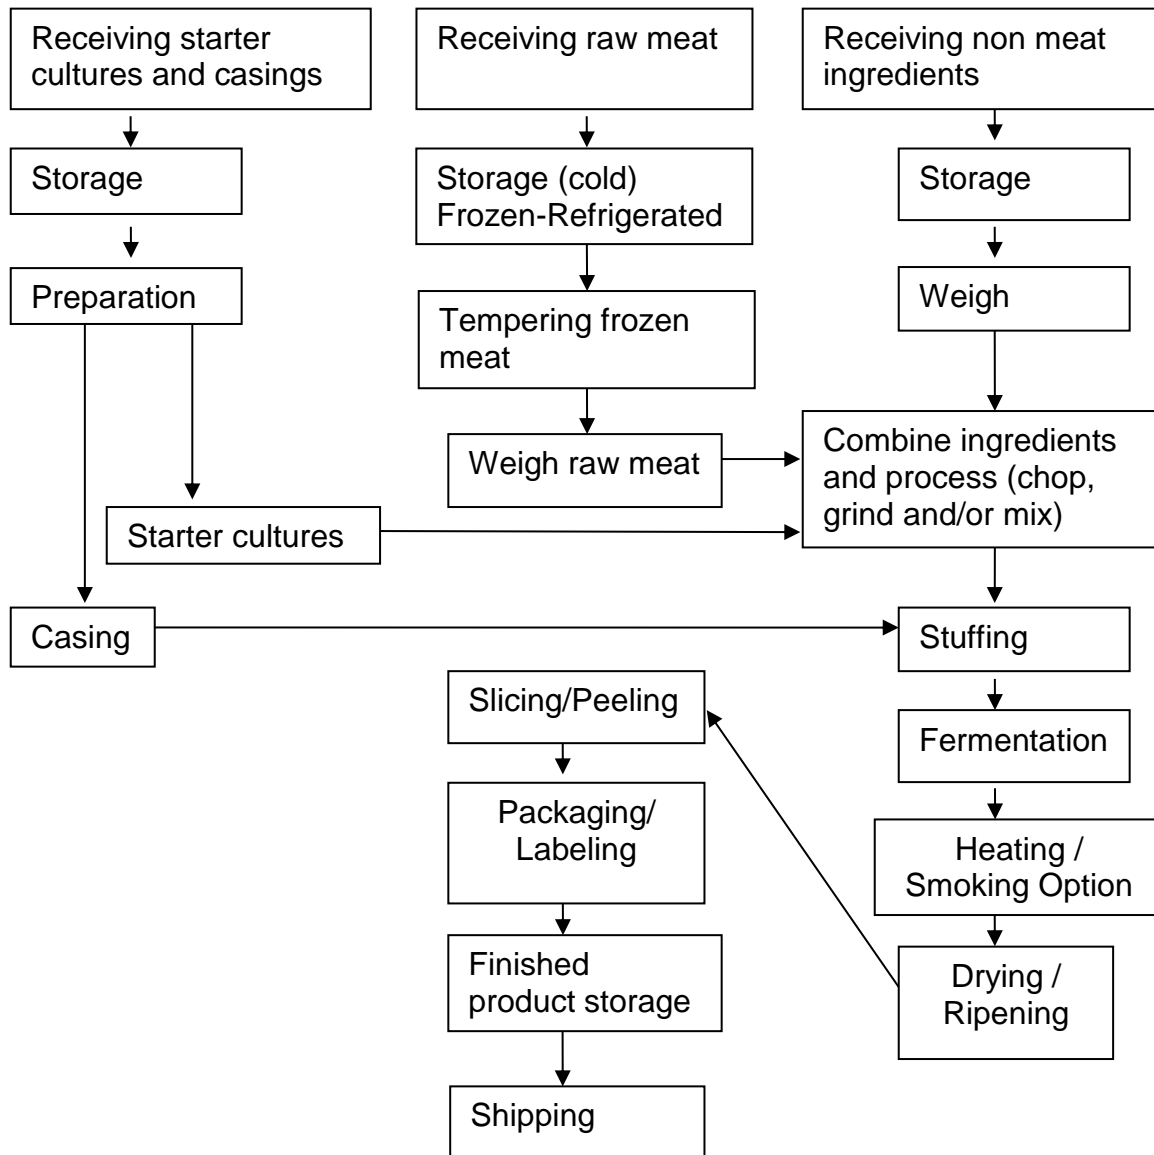 Receiving starter
cultures and casings
Receiving raw meat
Receiving non meat
ingredients
Storage
Storage (cold)
Frozen-Refrigerated
Storage
Preparation
Tempering frozen
meat
Weigh
Weigh raw meat
Combine ingredients
and process (chop,
grind and/or mix)
Starter cultures
Casing
Stuffing
Slicing/Peeling
Fermentation
Packaging/
Labeling
Heating /
Smoking Option
Finished
product storage
Drying /
Ripening
Shipping